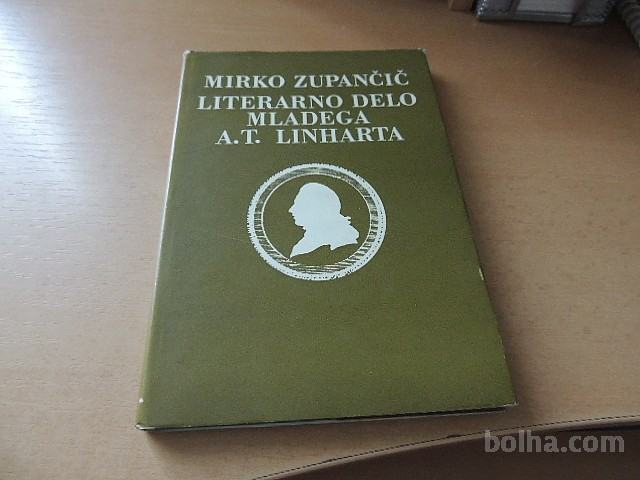 MIRKO ZUPANČIČ
LITERARNO DELO
MLADEGA
A.T. LINHARTA
bolha.com